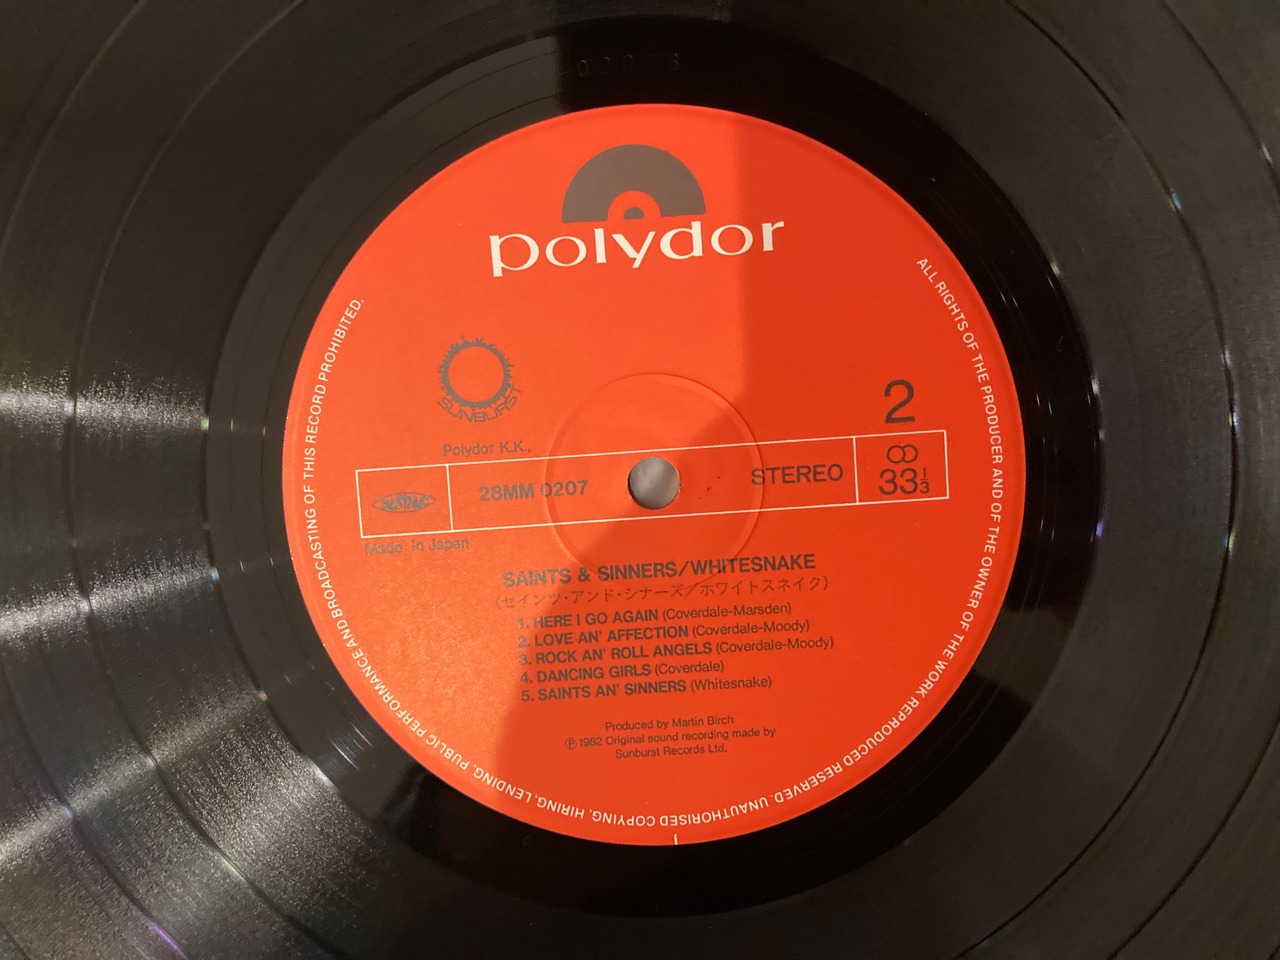 polydor
SUNBURST
2
Polydor K.K.,
28MM 0207
STEREO
33 1/3
Made in Japan
SAINTS & SINNERS/WHITESNAKE
(セインツ・アンド・シナーズ/ホワイトスネイク)
1. HERE I GO AGAIN (Coverdale-Marsden)
2. LOVE AN' AFFECTION (Coverdale-Moody)
3. ROCK AN' ROLL ANGELS (Coverdale-Moody)
4. DANCING GIRLS (Coverdale)
5. SAINTS AN' SINNERS (Whitesnake)
Produced by Martin Birch
Ⓟ1982 Original sound recording made by
Sunburst Records Ltd.
ALL RIGHTS OF THE PRODUCER AND OF THE OWNER OF THE WORK REPRODUCED RESERVED. UNAUTHORISED COPYING, HIRING, LENDING, PUBLIC PERFORMANCE AND BROADCASTING OF THIS RECORD PROHIBITED.